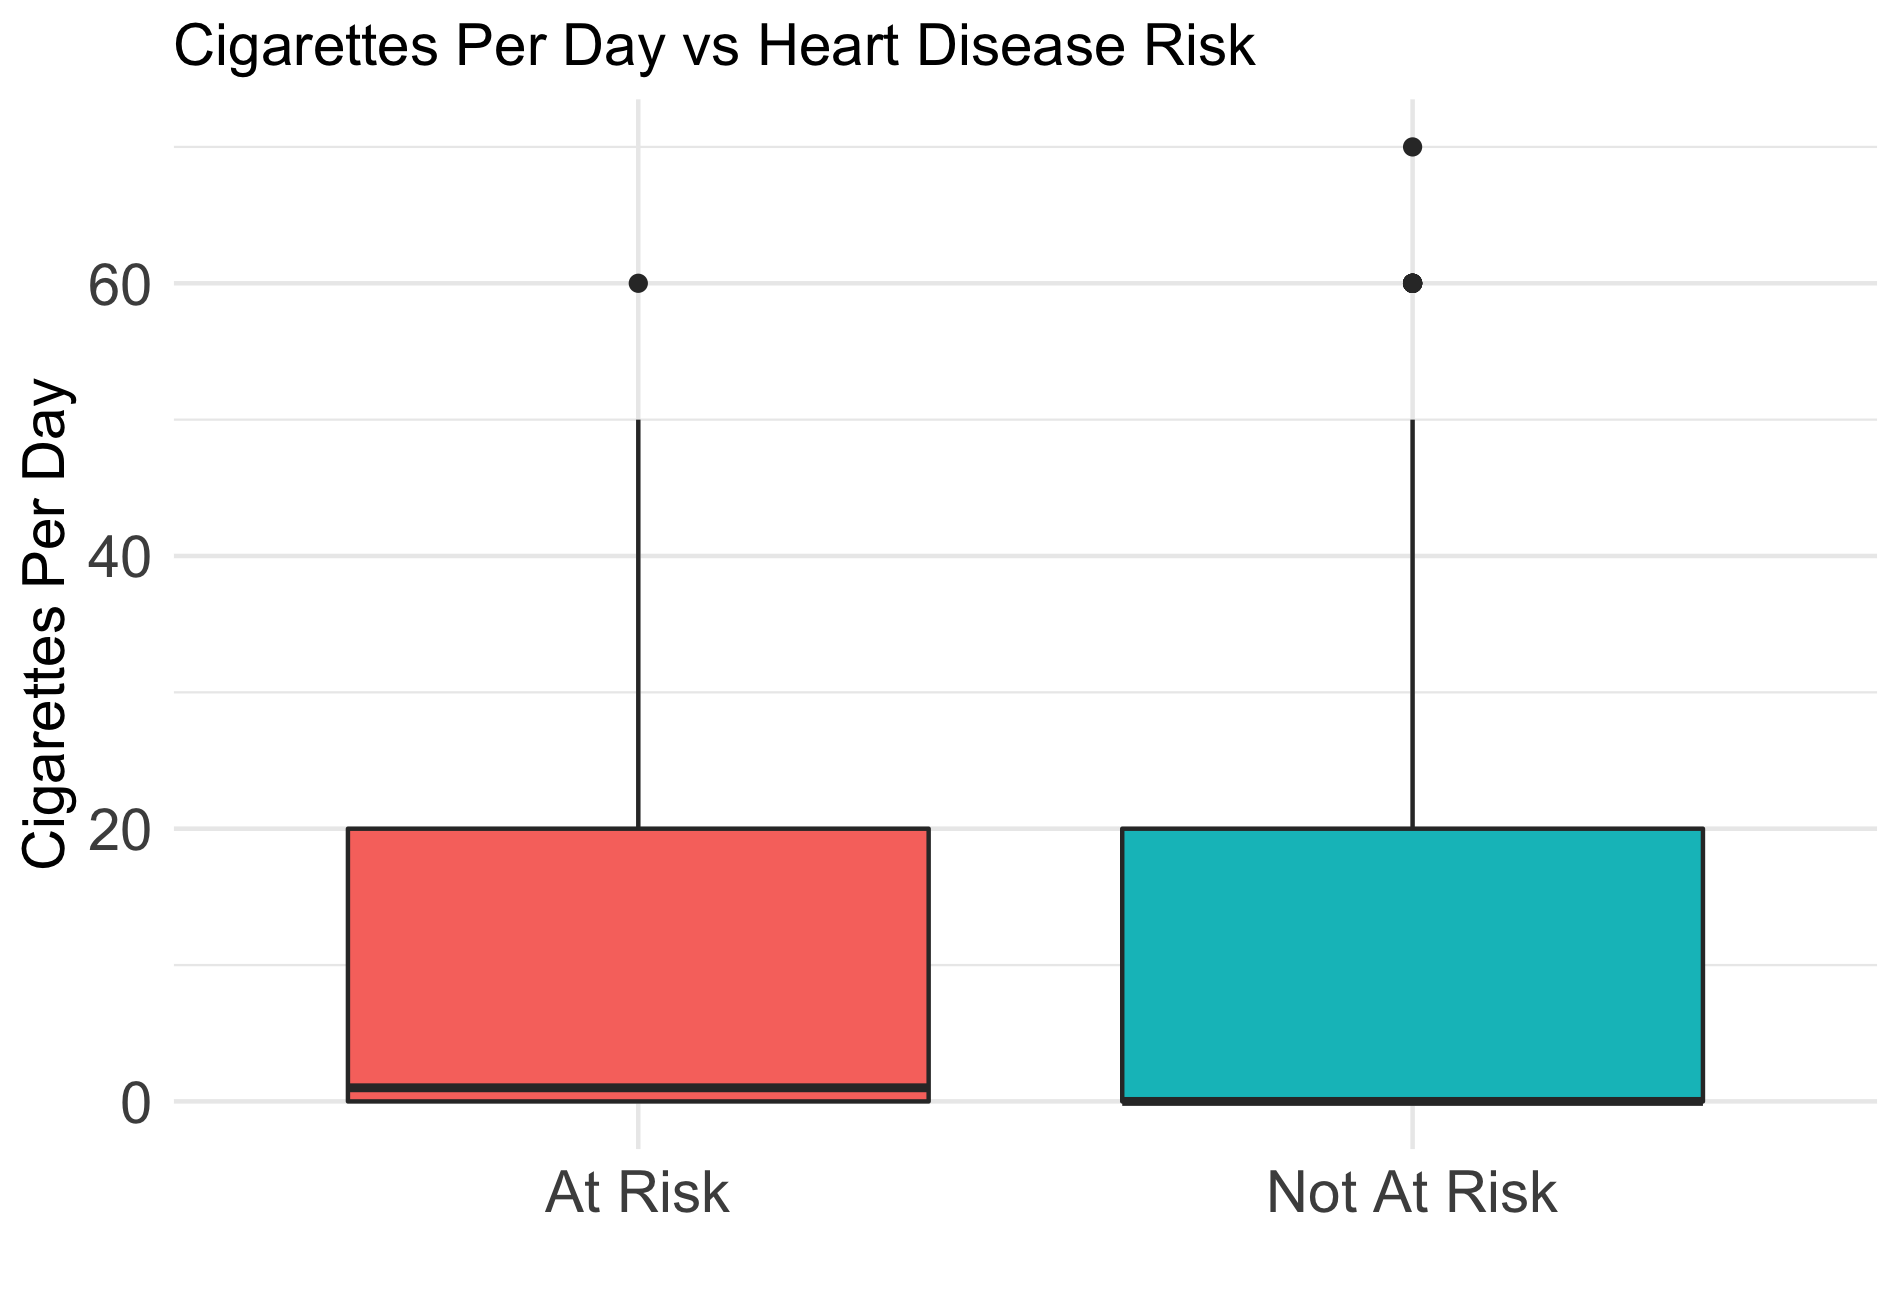 Cigarettes Per Day vs Heart Disease Risk
Cigarettes Per Day
60
40
20
0
At Risk
Not At Risk